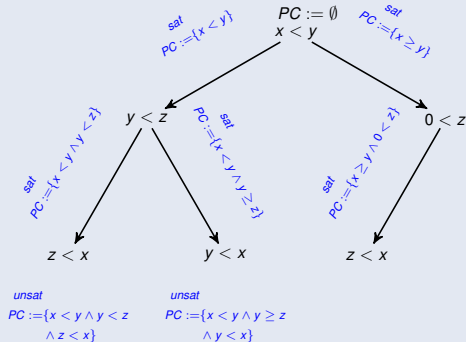 PC := ∅
x < y
sat
PC :={x < y}
sat
PC :={x ≥ y}
y < z
0 < z
sat
PC :={x < y ∧ y < z}
sat
PC :={x < y ∧ y ≥ z}
sat
PC :={x ≥ y ∧ 0 < z}
z < x
y < x
z < x
unsat
PC :={x < y ∧ y < z
∧ z < x}
unsat
PC :={x < y ∧ y ≥ z
∧ y < x}